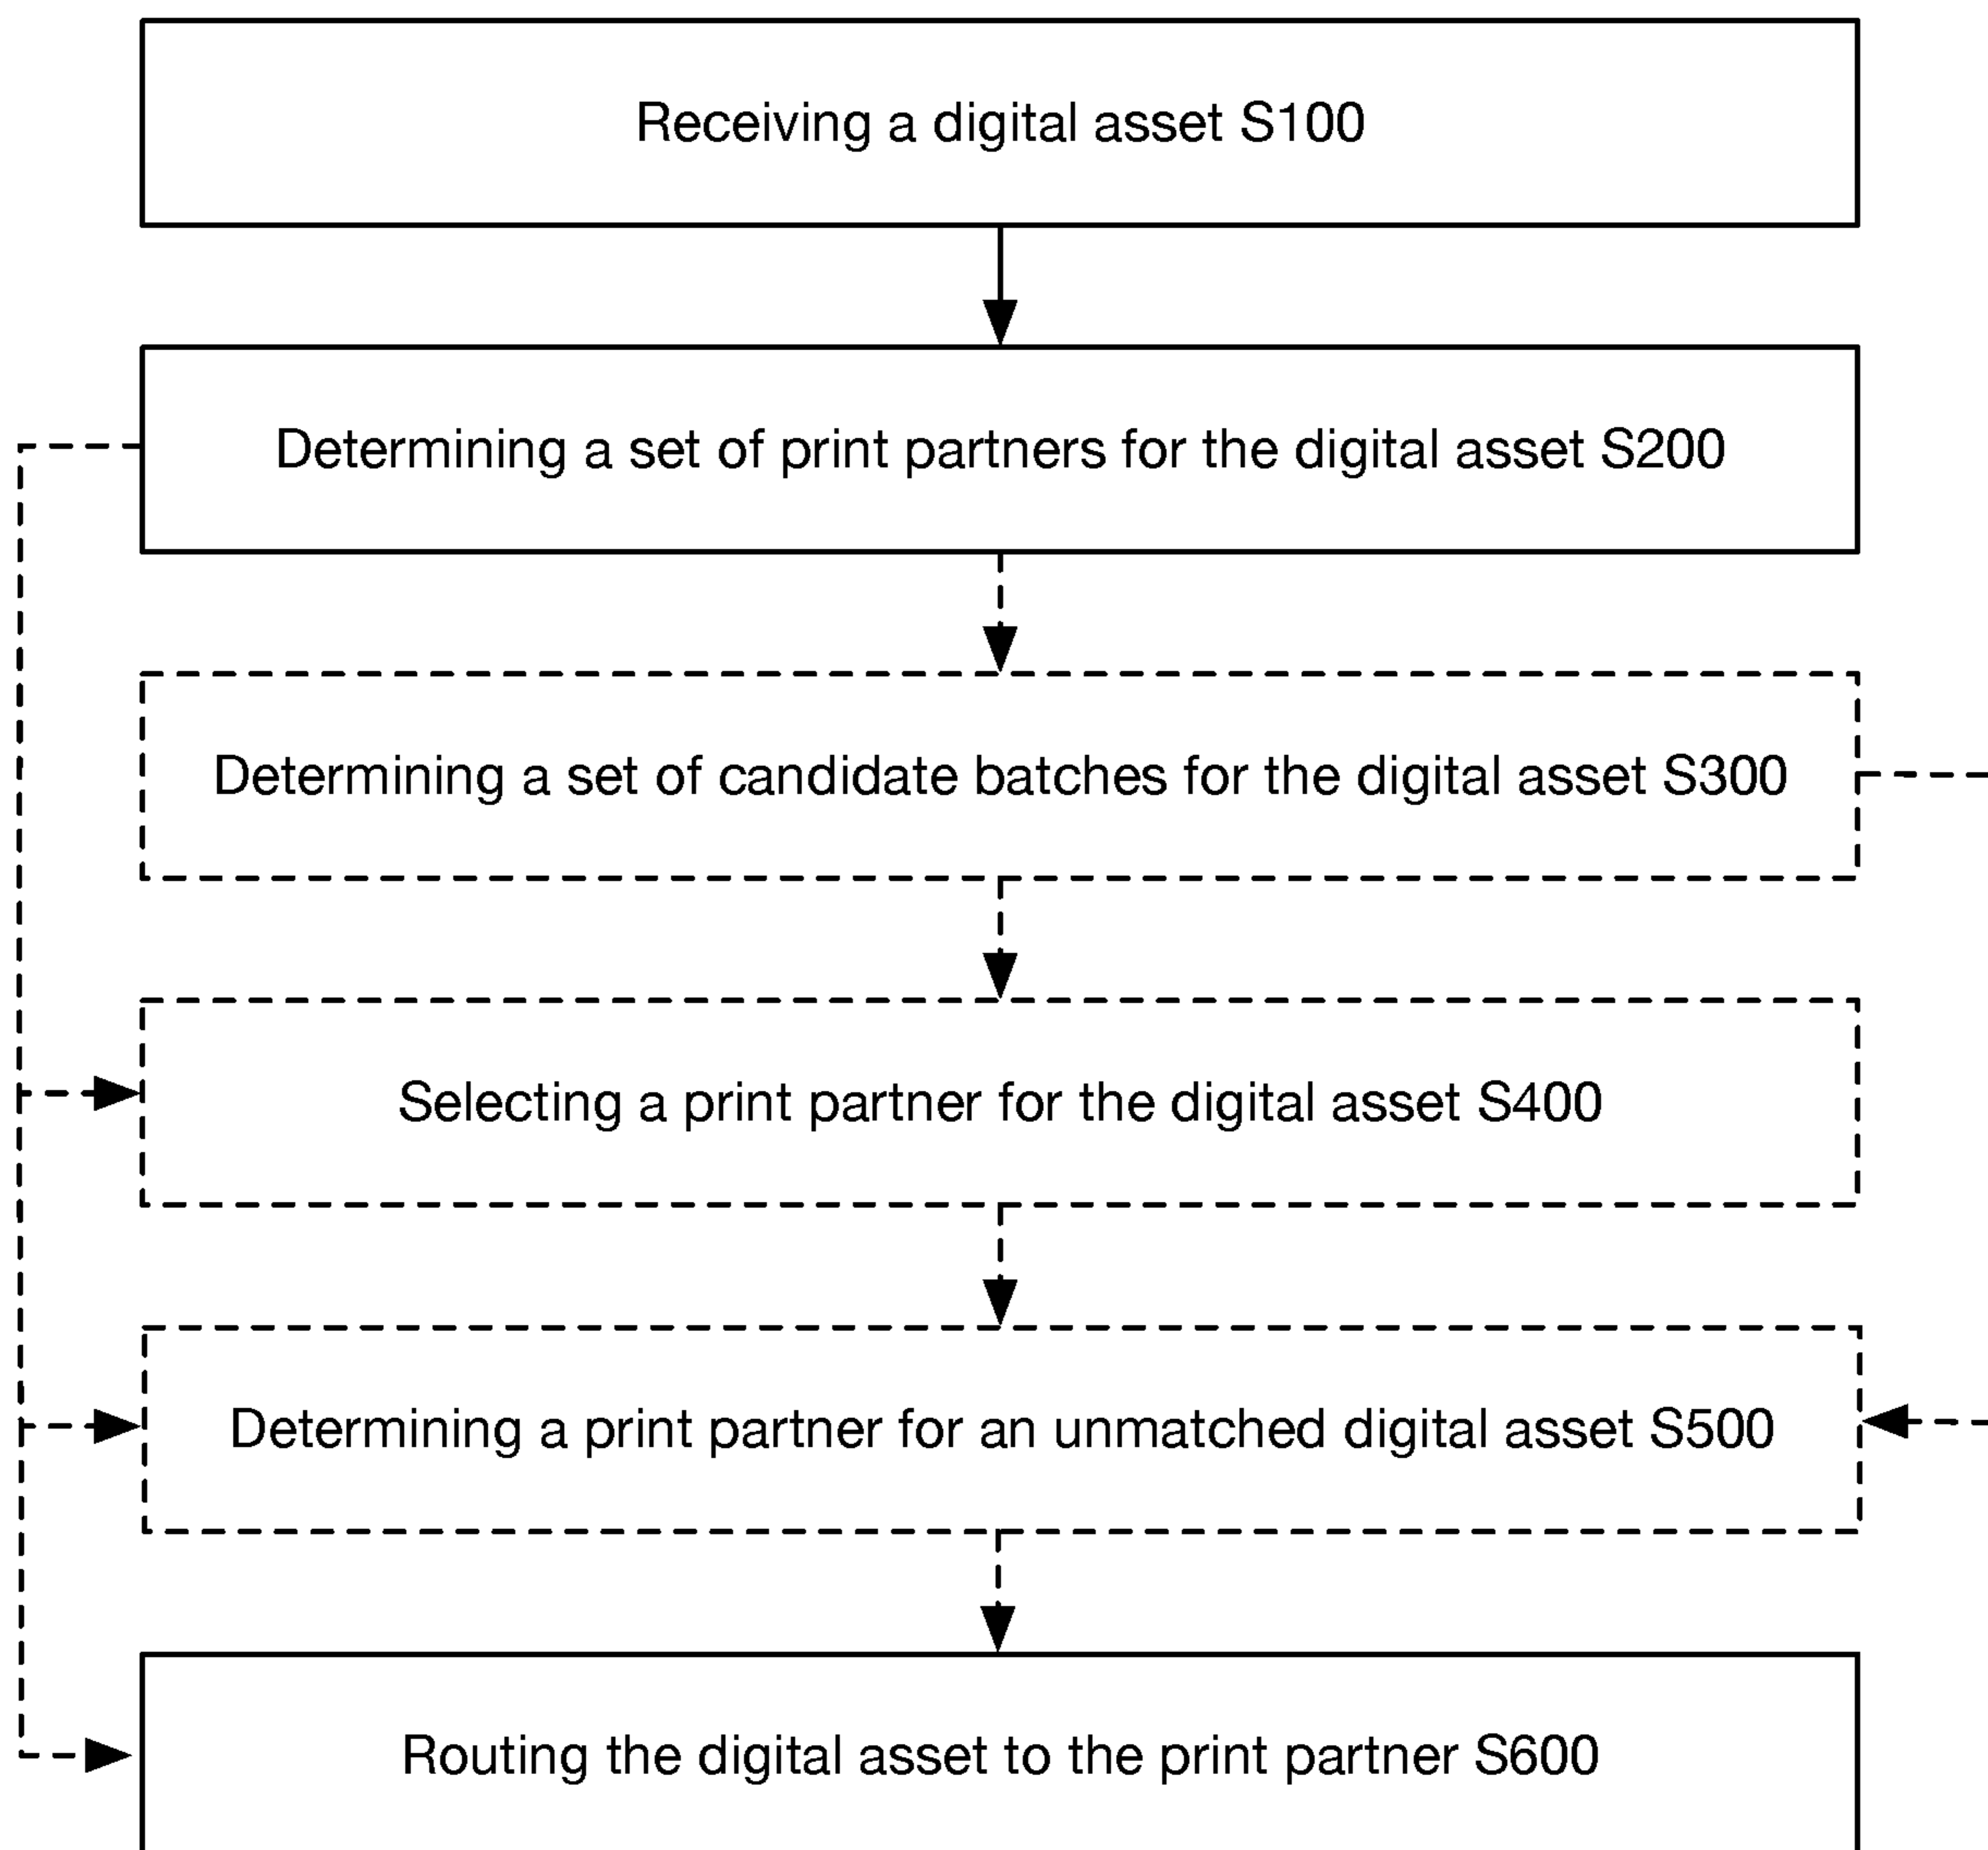 Receiving a digital asset S100
Determining a set of print partners for the digital asset S200
Determining a set of candidate batches for the digital asset S300
Selecting a print partner for the digital asset S400
Determining a print partner for an unmatched digital asset S500
Routing the digital asset to the print partner S600